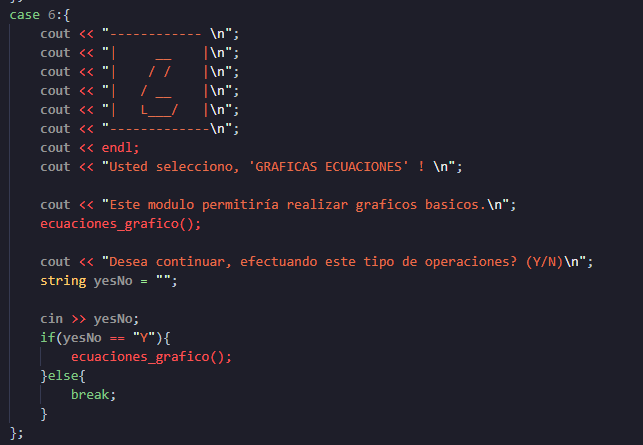 case 6:{
cout << "------------ \n";
cout << "|     __    |\n";
cout << "|    / /    |\n";
cout << "|   / __    |\n";
cout << "|   L___/   |\n";
cout << "-------------\n";
cout << endl;
cout << "Usted selecciono, 'GRAFICAS ECUACIONES' ! \n";
cout << "Este modulo permitiría realizar graficos basicos.\n";
ecuaciones_grafico();
cout << "Desea continuar, efectuando este tipo de operaciones? (Y/N)\n";
string yesNo = "";
cin >> yesNo;
if(yesNo == "Y"){
ecuaciones_grafico();
}else{
break;
}
};